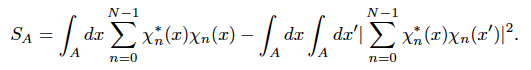 S_A = \int_A dx \sum_{n=0}^{N-1} \chi_n^*(x)\chi_n(x) - \int_A dx \int_A dx' | \sum_{n=0}^{N-1} \chi_n^*(x)\chi_n(x')|^2.